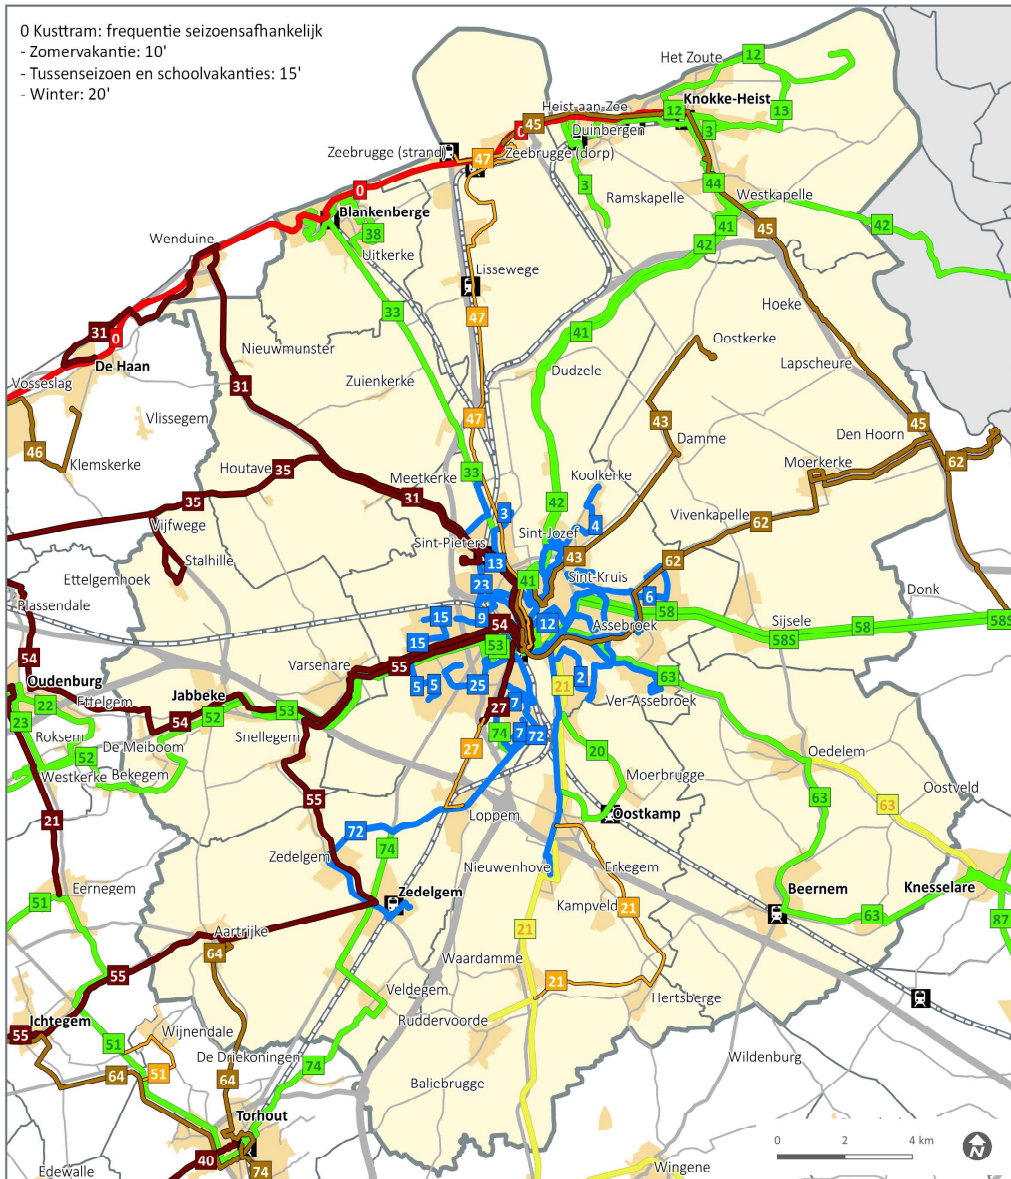 0 Kusttram: frequentie seizoensafhankelijk
- Zomervakantie: 10'
- Tussenseizoen en schoolvakanties: 15'
- Winter: 20'
Het Zoute
12
Knokke-Heist
12
13
Heist-aan-Zee
45
0
Duinbergen
3
Zeebrugge (strand)
47
Zeebrugge (dorp)
0
3
Ramskapelle
44
Westkapelle
Blankenberge
38
41
42
45
42
Wenduine
Uitkerke
Lissewege
33
47
Hoeke
31
0
41
Oostkerke
De Haan
Nieuwmunster
Lapscheure
Dudzele
Vosseslag
31
Zuienkerke
Vlissegem
47
43
45
46
Damme
Den Hoorn
Klemskerke
Houtave
35
Meetkerke
33
Koolkerke
Moerkerke
62
35
31
42
Vijfwege
3
4
Vivenkapelle
62
Sint-Pieters
Sint-Jozef
Stalhille
13
43
62
Ettelgemhoek
23
41
Sint-Kruis
Plassendale
6
Donk
15
9
54
12
58
Sijsele
58
58S
58S
Assebroek
15
53
54
Varsenare
55
Oudenburg
Jabbeke
5
5
25
21
2
63
22
Ettelgem
7
Ver-Assebroek
27
23
54
52
53
Roksem
De Meiboom
Snellegem
74
7
72
27
20
Oedelem
52
Westkerke
Bekegem
Moerbrugge
Oostveld
55
63
63
21
Loppem
Oostkamp
72
74
Zedelgem
Nieuwenhove
Erkegem
Eernegem
Zedelgem
Beernem
Knesselare
51
Kampveld
21
63
87
Aartrijke
21
64
Waardamme
55
21
Veldegem
Hertsberge
Ichtegem
Ruddervoorde
55
Wijnendale
51
De Driekoningen
Wildenburg
74
64
51
64
Baliebrugge
Torhout
0
2
4 km
N
40
Edewalle
74
Wingene